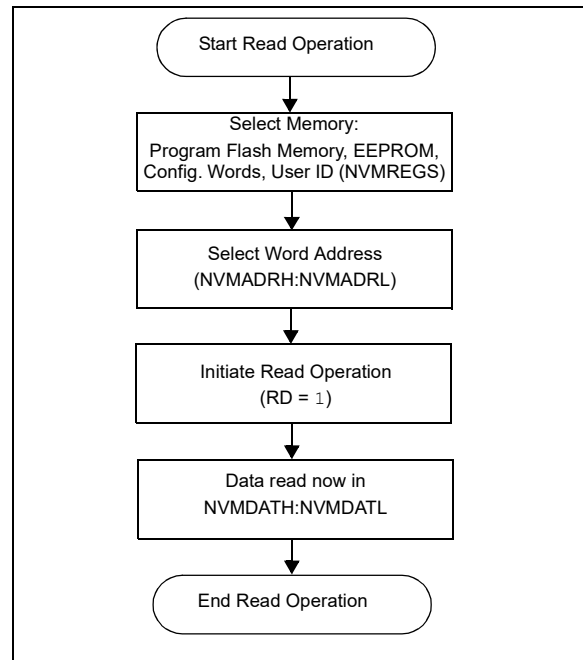 Start Read Operation
Select Memory:
Program Flash Memory, EEPROM,
Config. Words, User ID (NVMREGS)
Select Word Address
(NVMADRH:NVMADRL)
Initiate Read Operation
(RD = 1)
Data read now in
NVMDATH:NVMDATL
End Read Operation